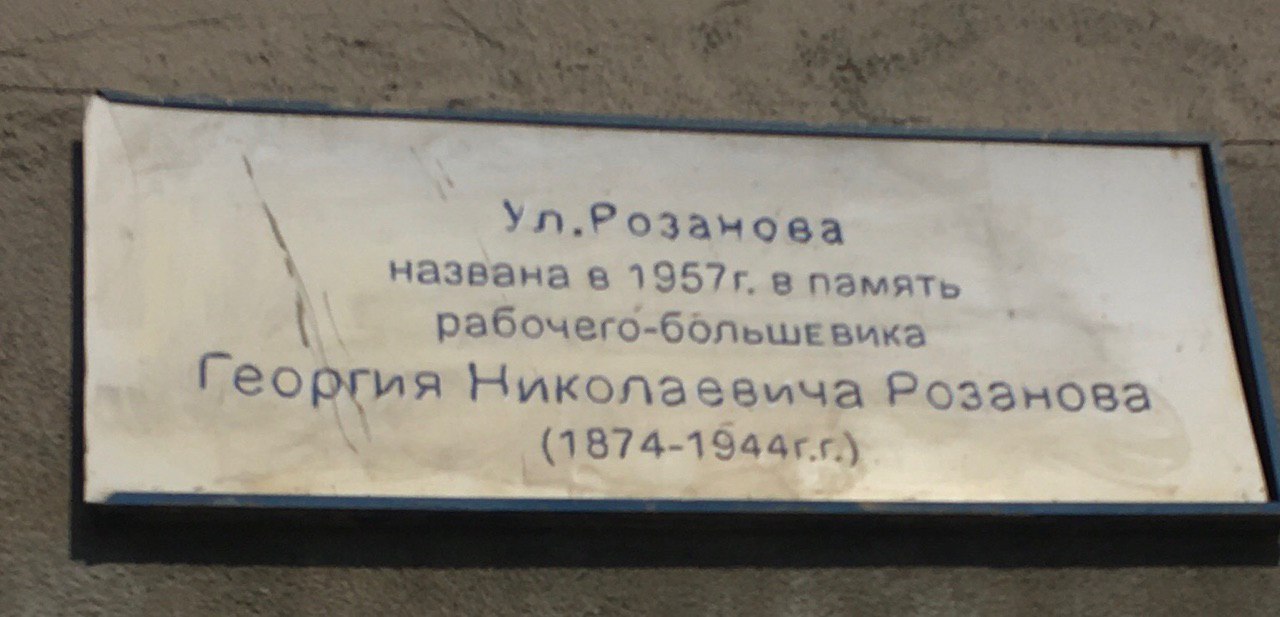 Ул.Розанова
названа в 1957г. в память
рабочего-большевика
Георгия Николаевича Розанова
(1874-1944г.г.)